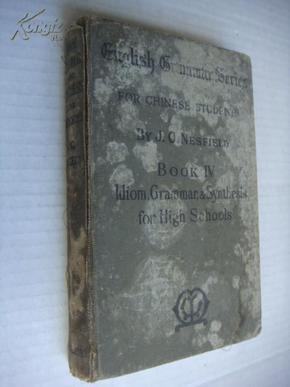 English Grammar Series
FOR CHINESE STUDENTS
By J. C. NESFIELD
BOOK IV
Idiom, Grammar, & Synthesis
for High Schools